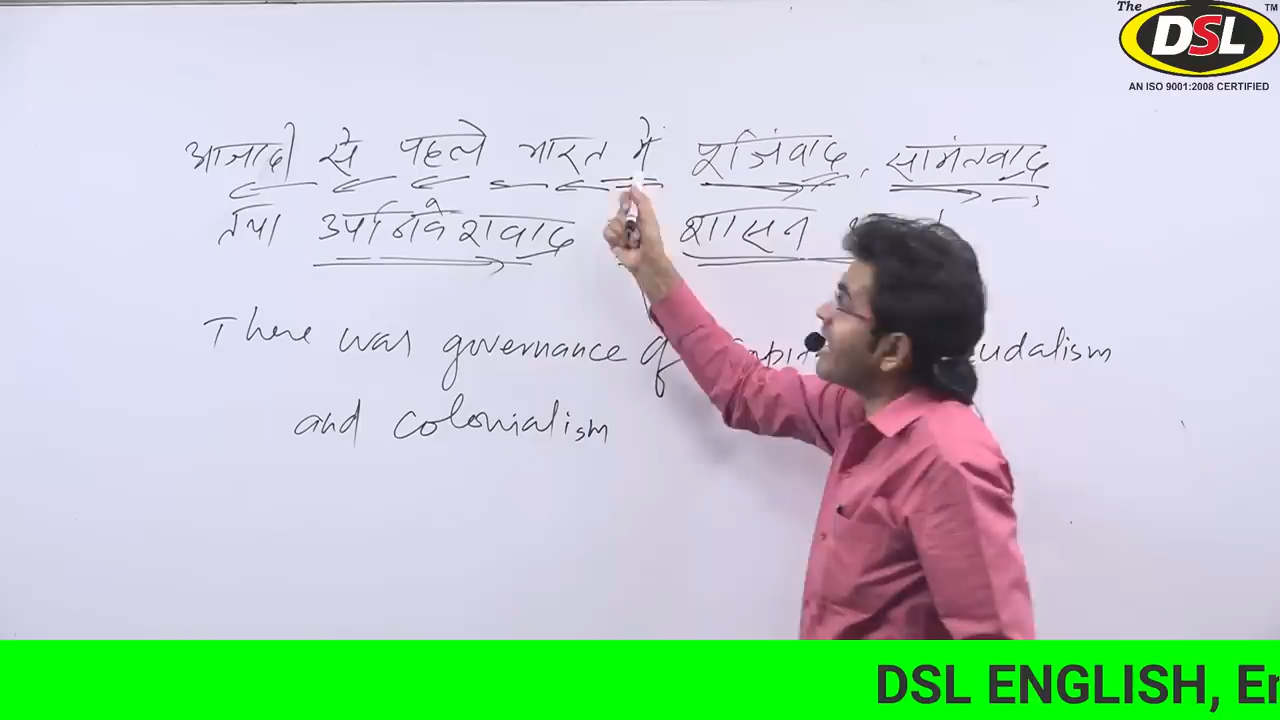 The DSL TM
AN ISO 9001:2008 CERTIFIED
आजादी से पहले भारत में पूजिंवाद, सामंतवाद
तथा उपनिवेशवाद शासन
There was governance of
and colonialism
DSL ENGLISH,